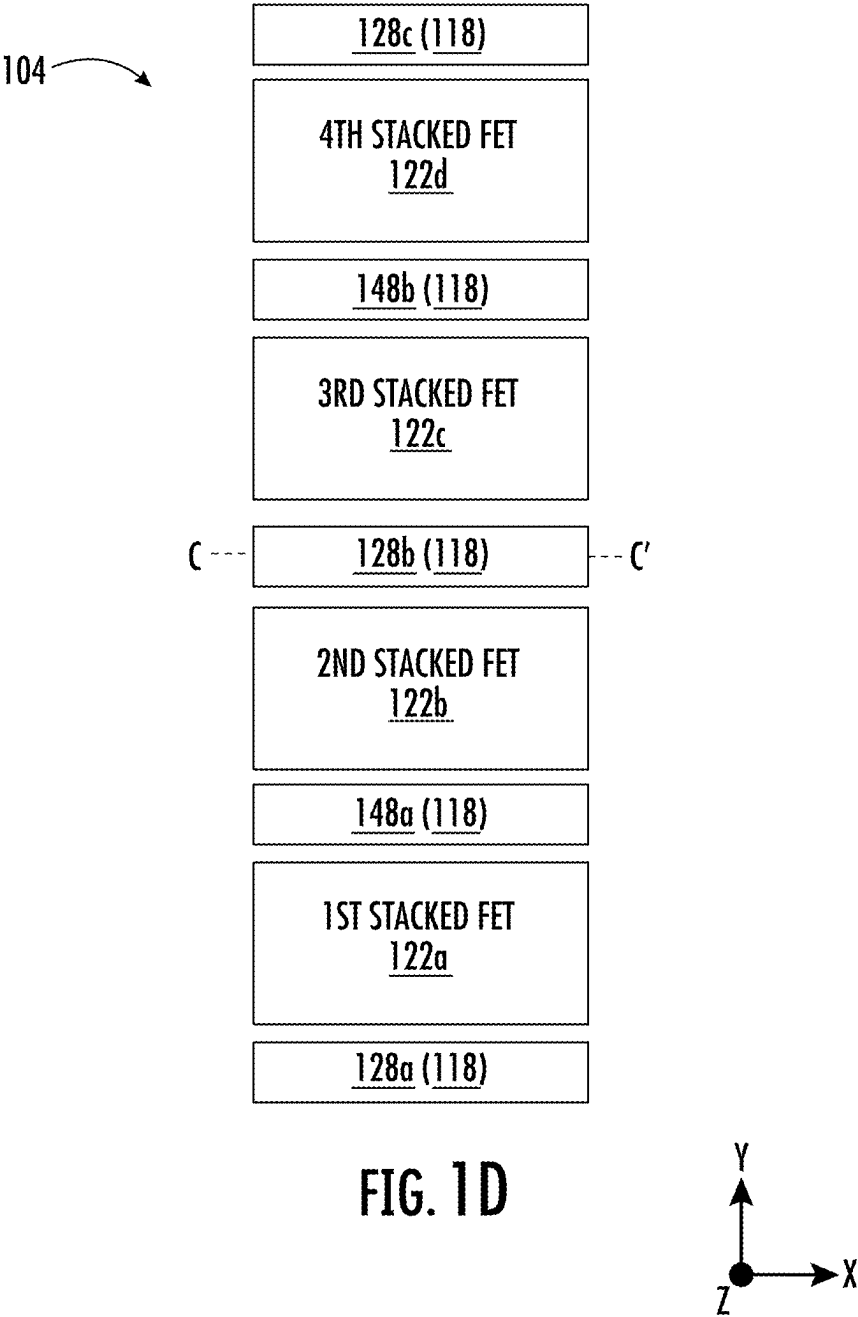 128c (118)
104
4TH STACKED FET
122d
148b (118)
3RD STACKED FET
122c
C
128b (118)
C'
2ND STACKED FET
122b
148a (118)
1ST STACKED FET
122a
128a (118)
FIG. 1D
Y
X
Z